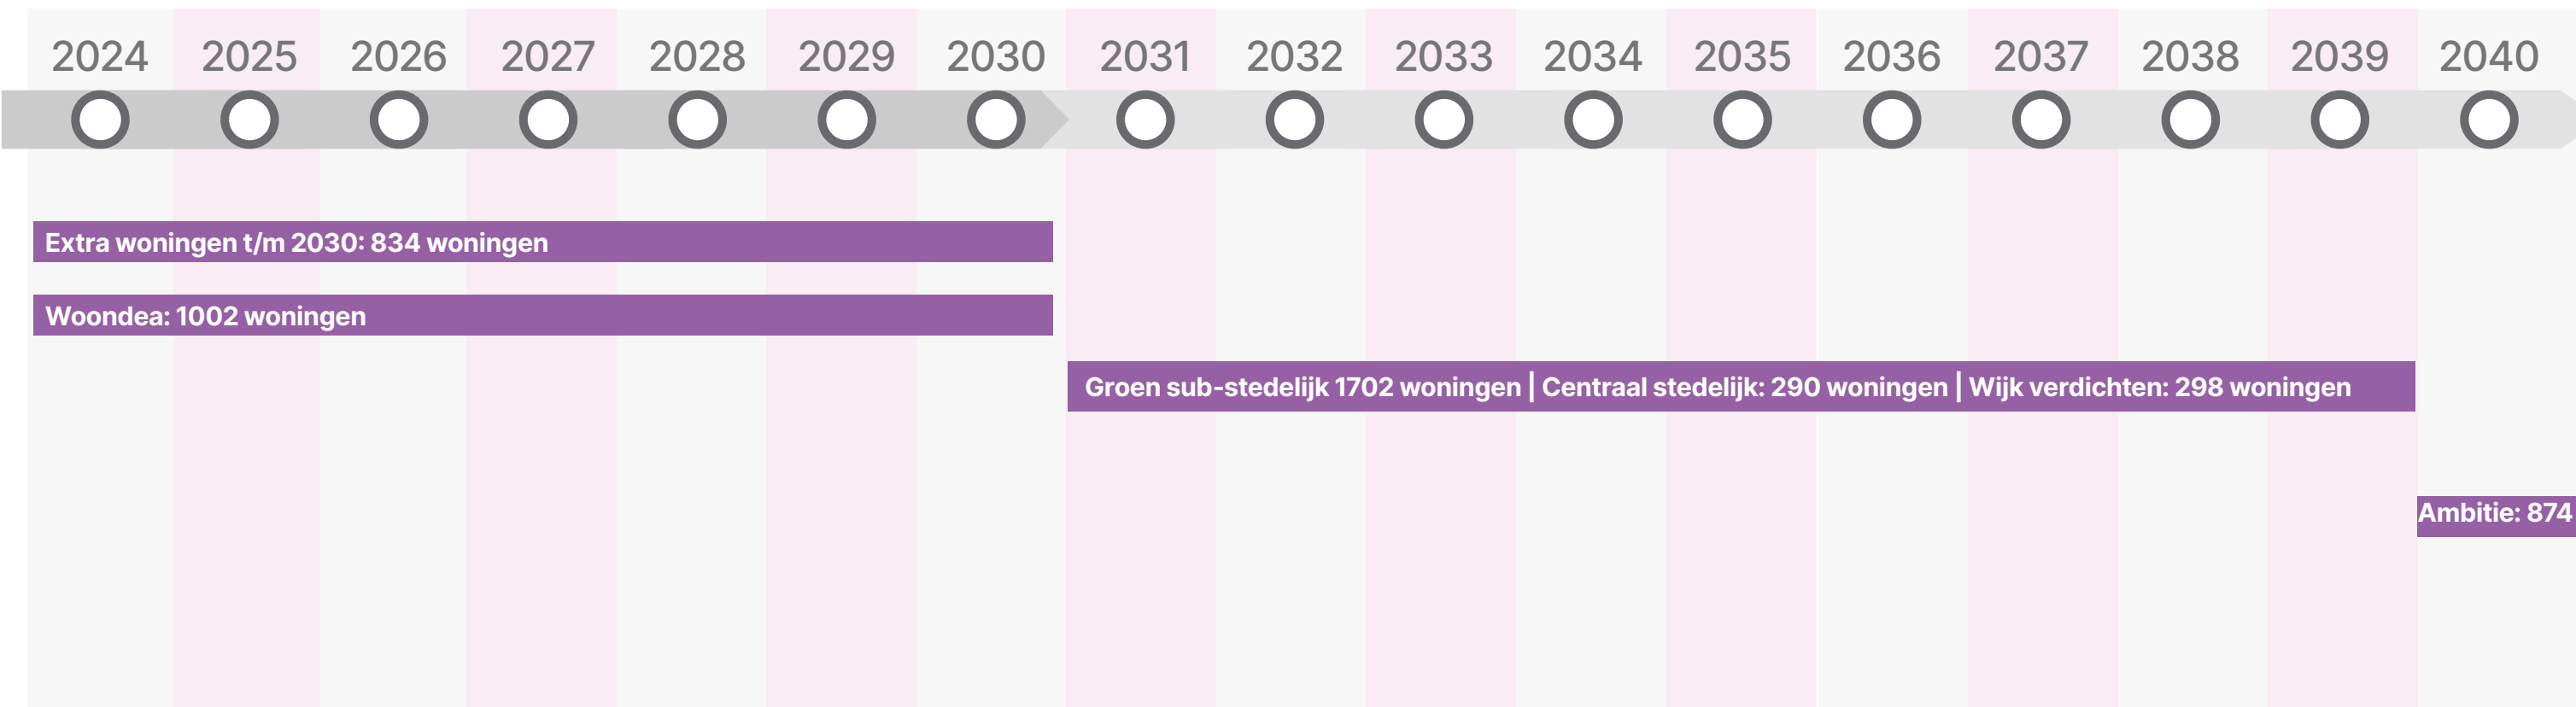 2024 2025 2026 2027 2028 2029 2030 2031 2032 2033 2034 2035 2036 2037 2038 2039 2040
Extra woningen t/m 2030: 834 woningen
Woondea: 1002 woningen
Groen sub-stedelijk 1702 woningen | Centraal stedelijk: 290 woningen | Wijk verdichten: 298 woningen
Ambitie: 874